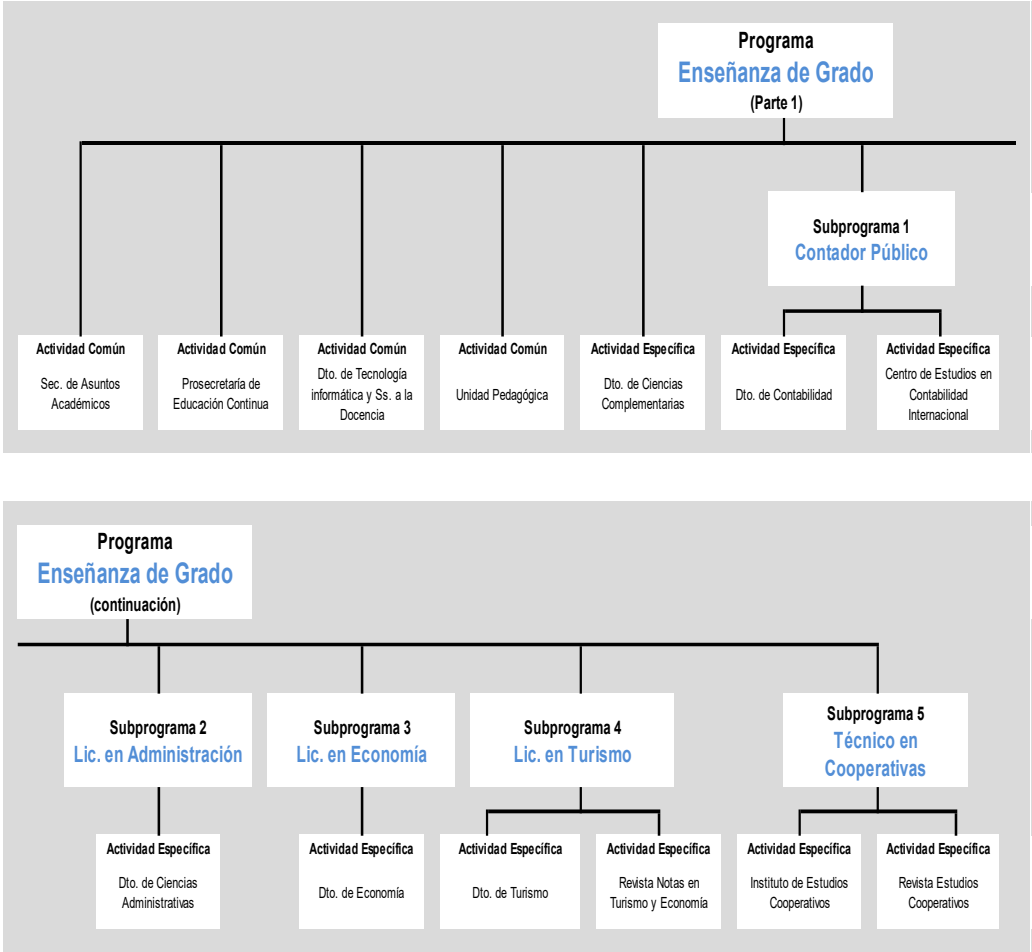 Programa
Enseñanza de Grado
(Parte 1)
Subprograma 1
Contador Público
Actividad Común
Sec. de Asuntos
Académicos
Actividad Común
Prosecretaría de
Educación Continua
Actividad Común
Dto. de Tecnología
informática y Ss. a la
Docencia
Actividad Común
Unidad Pedagógica
Actividad Específica
Dto. de Ciencias
Complementarias
Actividad Específica
Dto. de Contabilidad
Actividad Específica
Centro de Estudios en
Contabilidad
Internacional
Programa
Enseñanza de Grado
(continuación)
Subprograma 2
Lic. en Administración
Subprograma 3
Lic. en Economía
Subprograma 4
Lic. en Turismo
Subprograma 5
Técnico en
Cooperativas
Actividad Específica
Dto. de Ciencias
Administrativas
Actividad Específica
Dto. de Economía
Actividad Específica
Dto. de Turismo
Actividad Específica
Revista Notas en
Turismo y Economía
Actividad Específica
Instituto de Estudios
Cooperativos
Actividad Específica
Revista Estudios
Cooperativos